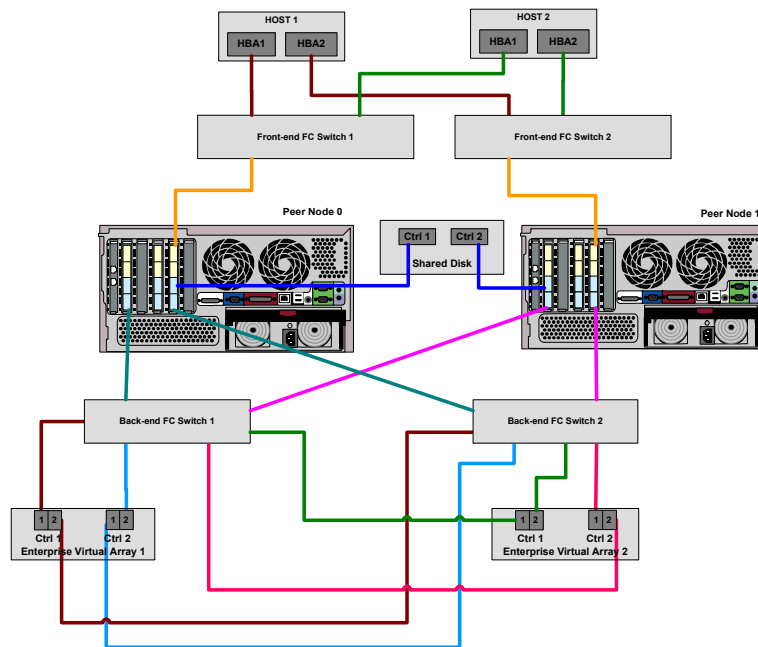 HOST 1
HOST 2
HBA1
HBA2
HBA1
HBA2
Front-end FC Switch 1
Front-end FC Switch 2
Peer Node 0
Peer Node 1
Ctrl 1
Ctrl 2
Shared Disk
Back-end FC Switch 1
Back-end FC Switch 2
1 2
1 2
1 2
1 2
Ctrl 1
Ctrl 2
Ctrl 1
Ctrl 2
Enterprise Virtual Array 1
Enterprise Virtual Array 2